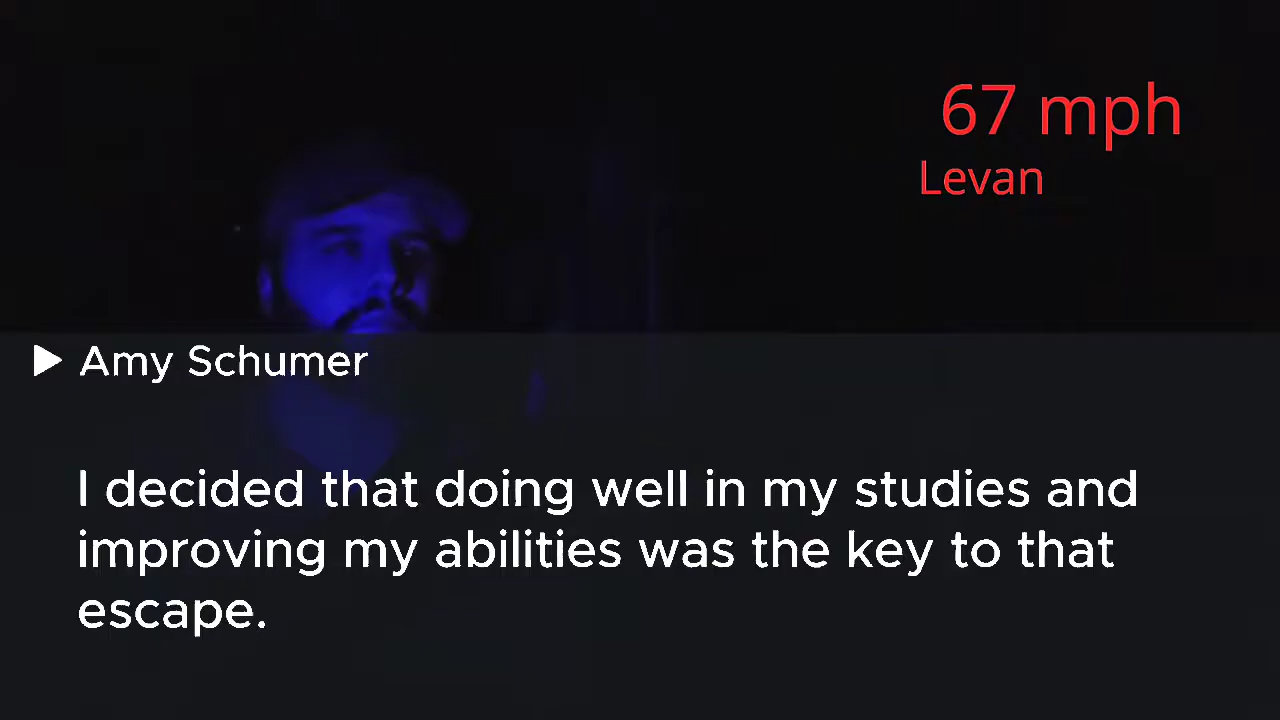 67 mph
Levan
Amy Schumer
I decided that doing well in my studies and
improving my abilities was the key to that
escape.